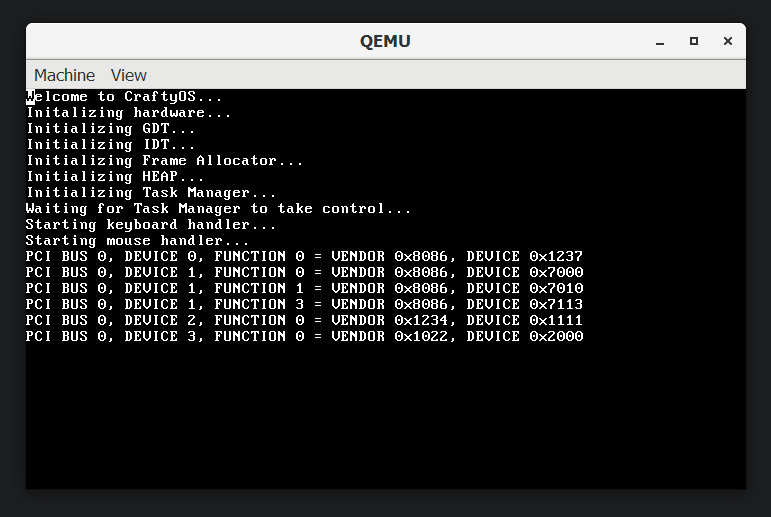 QEMU
Machine View
Welcome to CraftyOS...
Initalizing hardware...
Initializing GDT...
Initializing IDT...
Initializing Frame Allocator...
Initializing HEAP...
Initializing Task Manager...
Waiting for Task Manager to take control...
Starting keyboard handler...
Starting mouse handler...
PCI BUS 0, DEVICE 0, FUNCTION 0 = VENDOR 0x8086, DEVICE 0x1237
PCI BUS 0, DEVICE 1, FUNCTION 0 = VENDOR 0x8086, DEVICE 0x7000
PCI BUS 0, DEVICE 1, FUNCTION 1 = VENDOR 0x8086, DEVICE 0x7010
PCI BUS 0, DEVICE 1, FUNCTION 3 = VENDOR 0x8086, DEVICE 0x7113
PCI BUS 0, DEVICE 2, FUNCTION 0 = VENDOR 0x1234, DEVICE 0x1111
PCI BUS 0, DEVICE 3, FUNCTION 0 = VENDOR 0x1022, DEVICE 0x2000